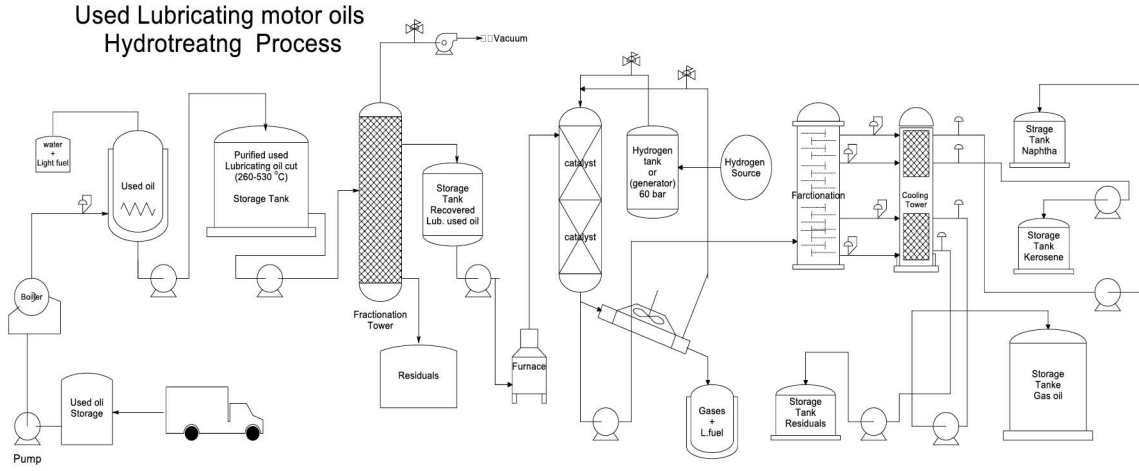 Used Lubricating motor oils
Hydrotreatng Process
Vacuum
water
+
Light fuel
Used oil
Purified used
Lubricating oil cut
(260-530 °C)
Storage Tank
Storage
Tank
Recovered
Lub. used oil
catalyst
catalyst
Hydrogen
tank
or
(generator)
60 bar
Hydrogen
Source
Farctionation
Cooling
Tower
Strage
Tank
Naphtha
Storage
Tank
Kerosene
Boiler
Fractionation
Tower
Residuals
Furnace
Used oli
Storage
Pump
Gases
+
L.fuel
Storage
Tank
Residuals
Storage
Tanke
Gas oil